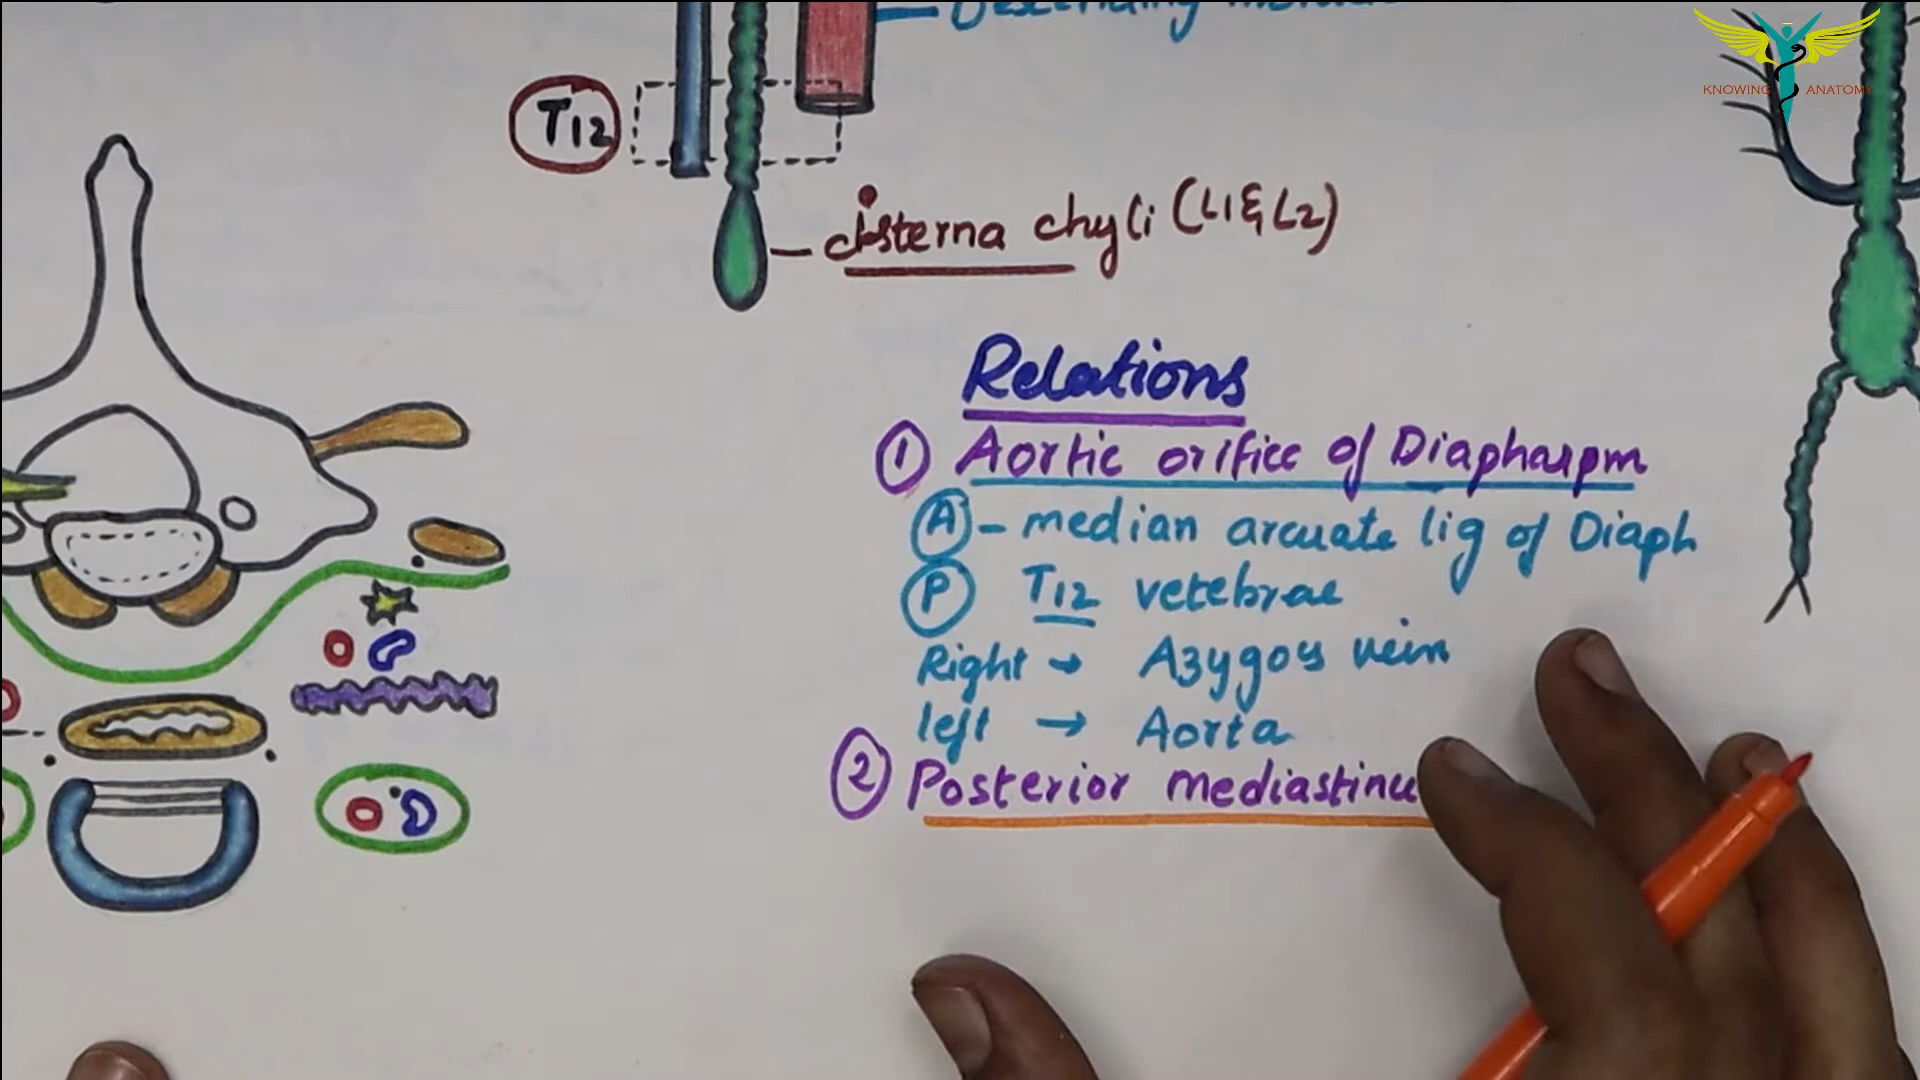 Descending
KNOWING ANATOMY
T12
cisterna chyli (L1 & L2)
Relations
1 Aortic orifice of Diapharpm
A - median arcuate lig of Diaph
P T12 vetebrae
Right → Azygos vein
left → Aorta
2 Posterior mediastinu